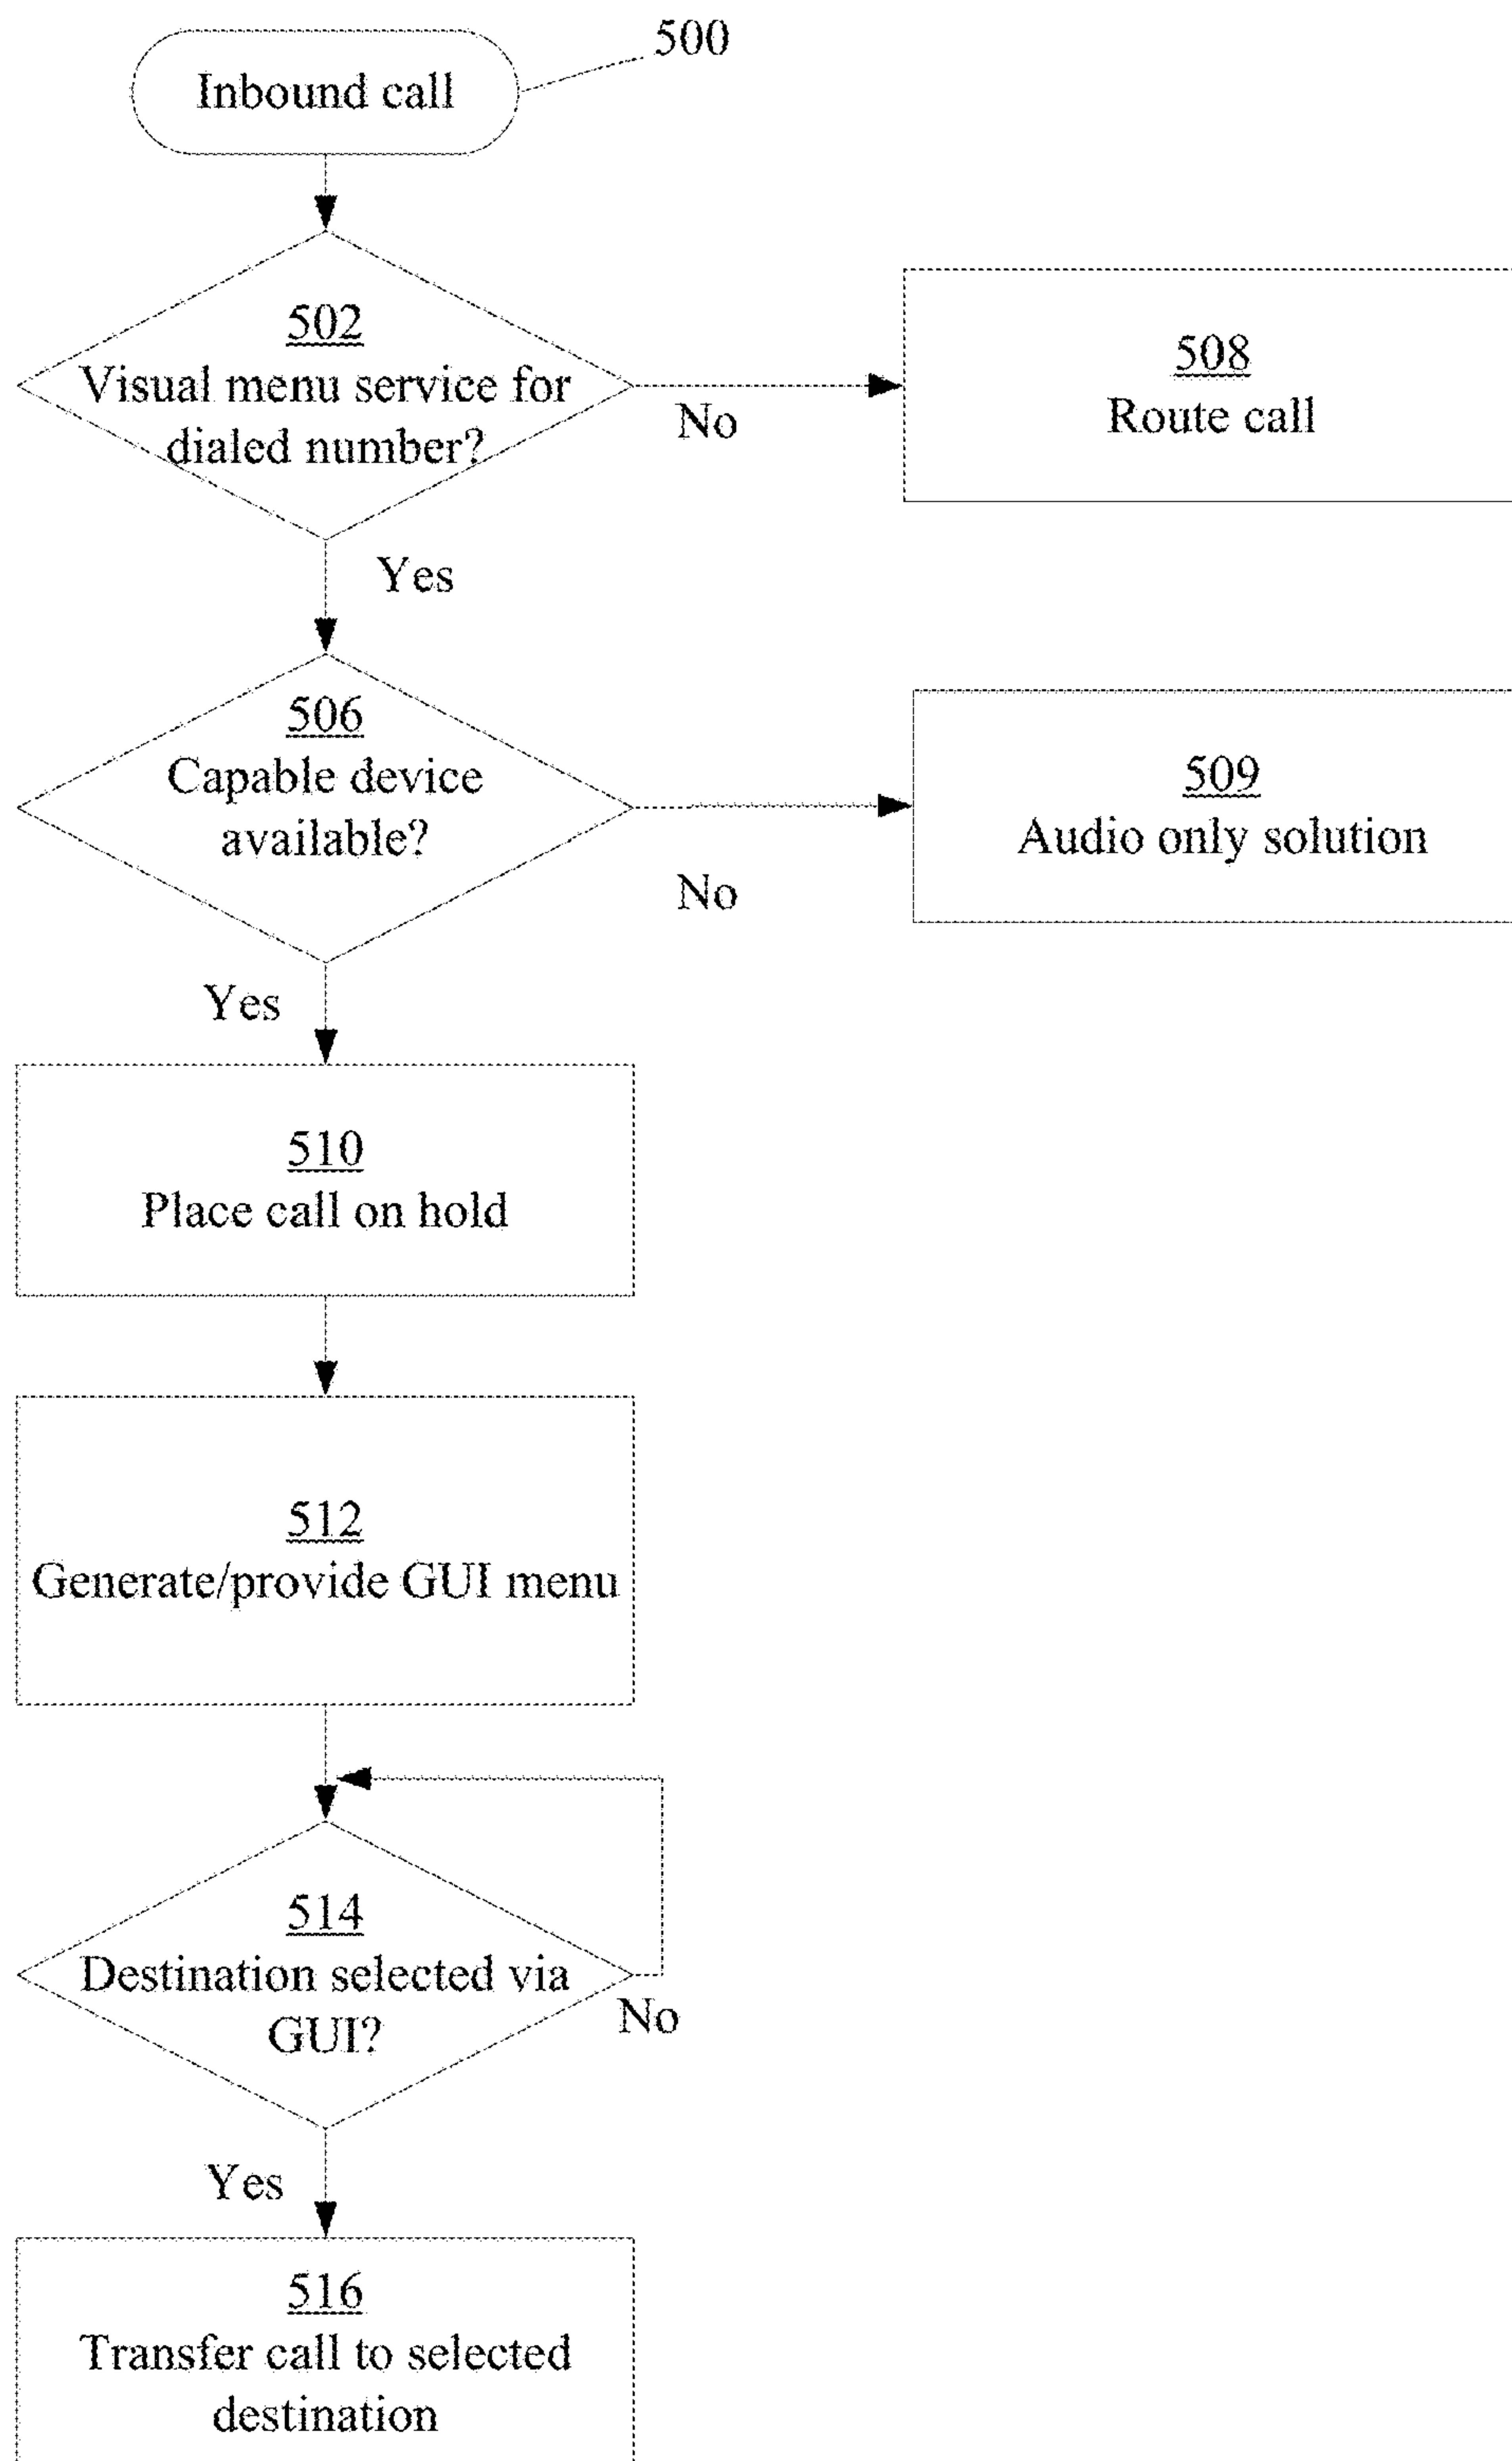 500
Inbound call
502
Visual menu service for
dialed number?
No
508
Route call
Yes
506
Capable device
available?
No
509
Audio only solution
Yes
510
Place call on hold
512
Generate/provide GUI menu
514
Destination selected via
GUI?
No
Yes
516
Transfer call to selected
destination